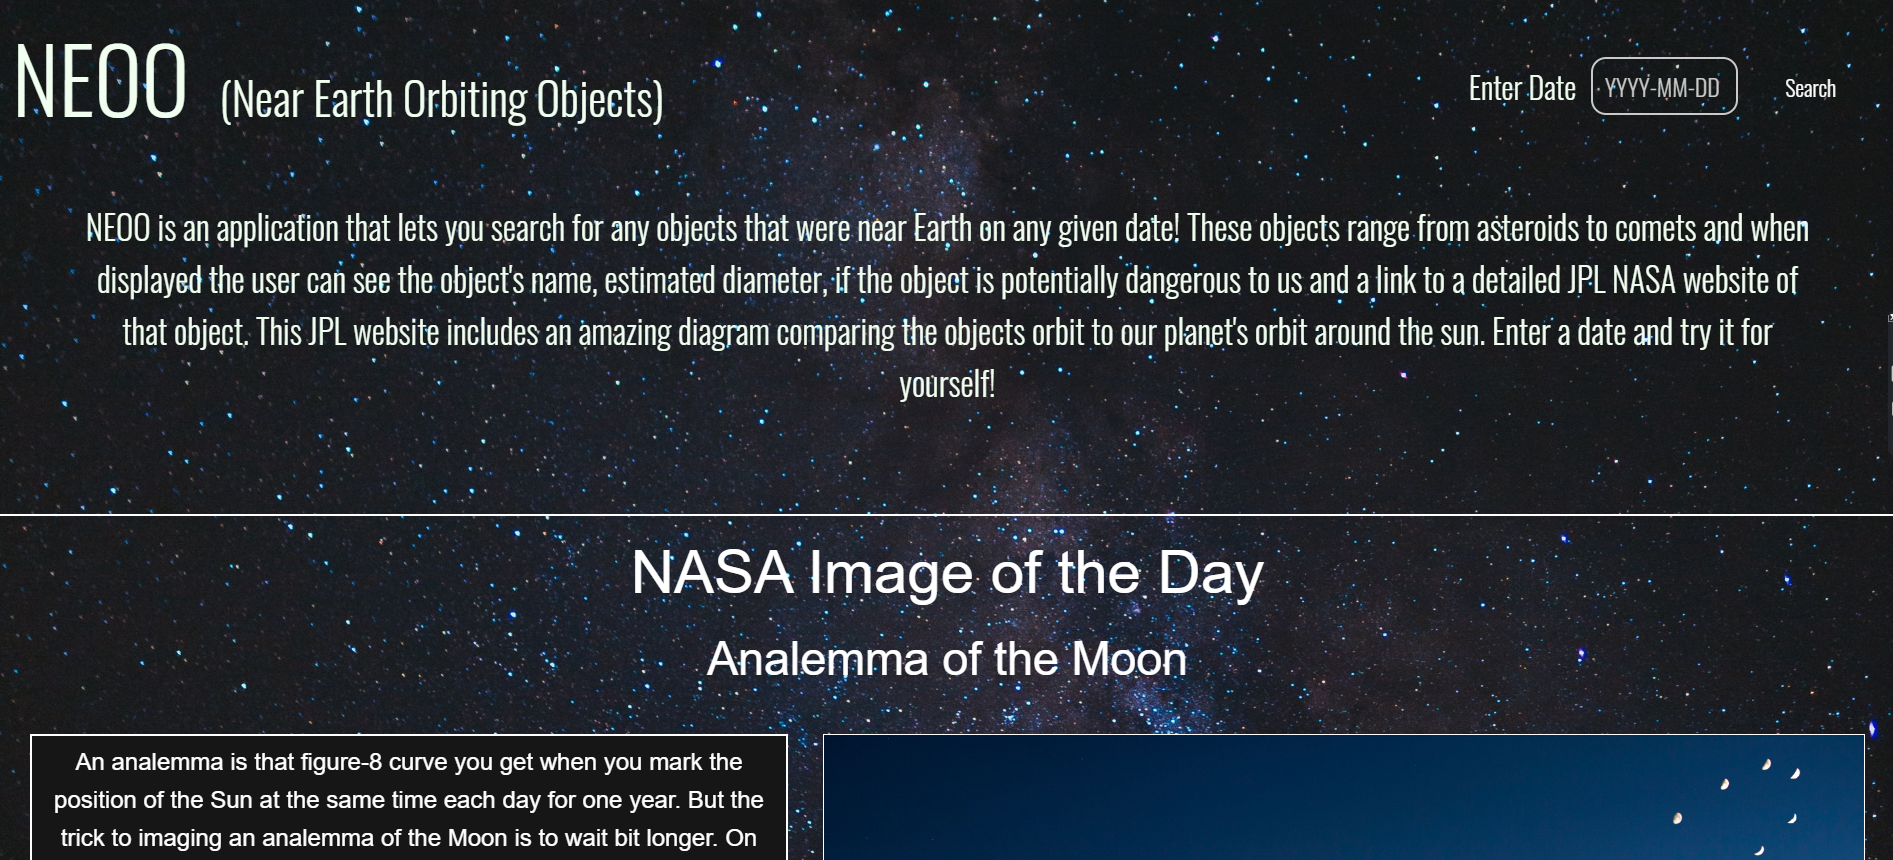 NEOO (Near Earth Orbiting Objects)
Enter Date YYYY-MM-DD Search
NEOO is an application that lets you search for any objects that were near Earth on any given date! These objects range from asteroids to comets and when
displayed the user can see the object's name, estimated diameter, if the object is potentially dangerous to us and a link to a detailed JPL NASA website of
that object. This JPL website includes an amazing diagram comparing the objects orbit to our planet's orbit around the sun. Enter a date and try it for
yourself!
NASA Image of the Day
Analemma of the Moon
An analemma is that figure-8 curve you get when you mark the
position of the Sun at the same time each day for one year. But the
trick to imaging an analemma of the Moon is to wait bit longer. On